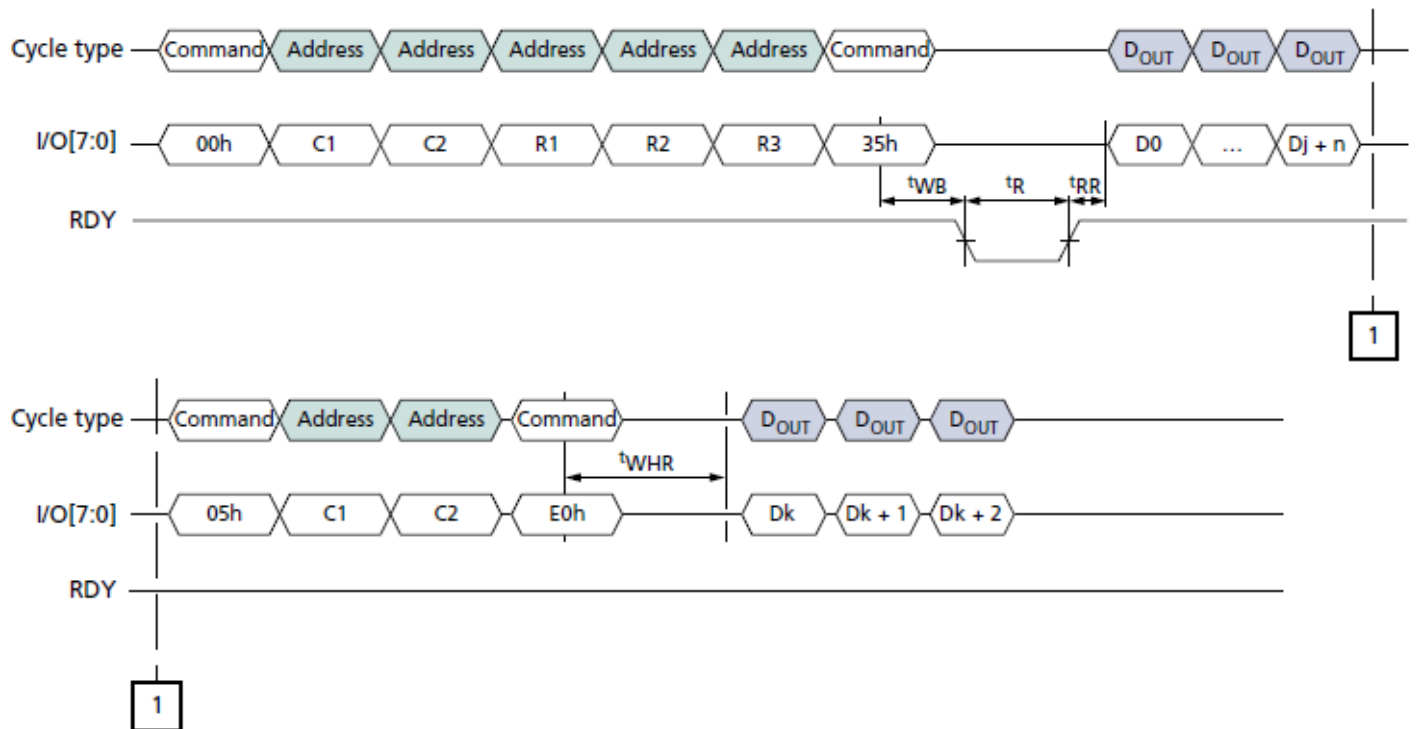 Cycle type Command Address Address Address Address Address Command DOUT DOUT DOUT
I/O[7:0] 00h C1 C2 R1 R2 R3 35h D0 ... Dj + n
tWB tR tRR
RDY
1
Cycle type Command Address Address Command DOUT DOUT DOUT
tWHR
I/O[7:0] 05h C1 C2 E0h Dk Dk + 1 Dk + 2
RDY
1